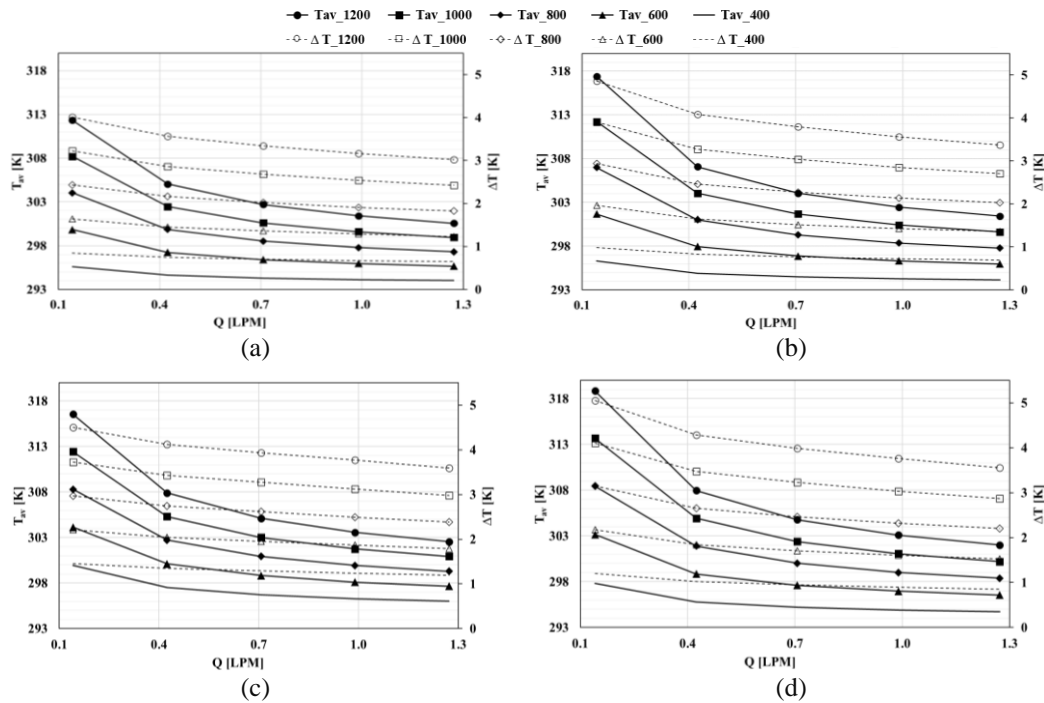 Tav_1200 Tav_1000 Tav_800 Tav_600 Tav_400
Δ T_1200 Δ T_1000 Δ T_800 Δ T_600 Δ T_400
318
313
308
303
298
293
Tav [K]
5
4
3
2
1
0
ΔT [K]
0.1 0.4 0.7 1.0 1.3
Q [LPM]
(a)
318
313
308
303
298
293
Tav [K]
5
4
3
2
1
0
ΔT [K]
0.1 0.4 0.7 1.0 1.3
Q [LPM]
(b)
318
313
308
303
298
293
Tav [K]
5
4
3
2
1
0
ΔT [K]
0.1 0.4 0.7 1.0 1.3
Q [LPM]
(c)
318
313
308
303
298
293
Tav [K]
5
4
3
2
1
0
ΔT [K]
0.1 0.4 0.7 1.0 1.3
Q [LPM]
(d)